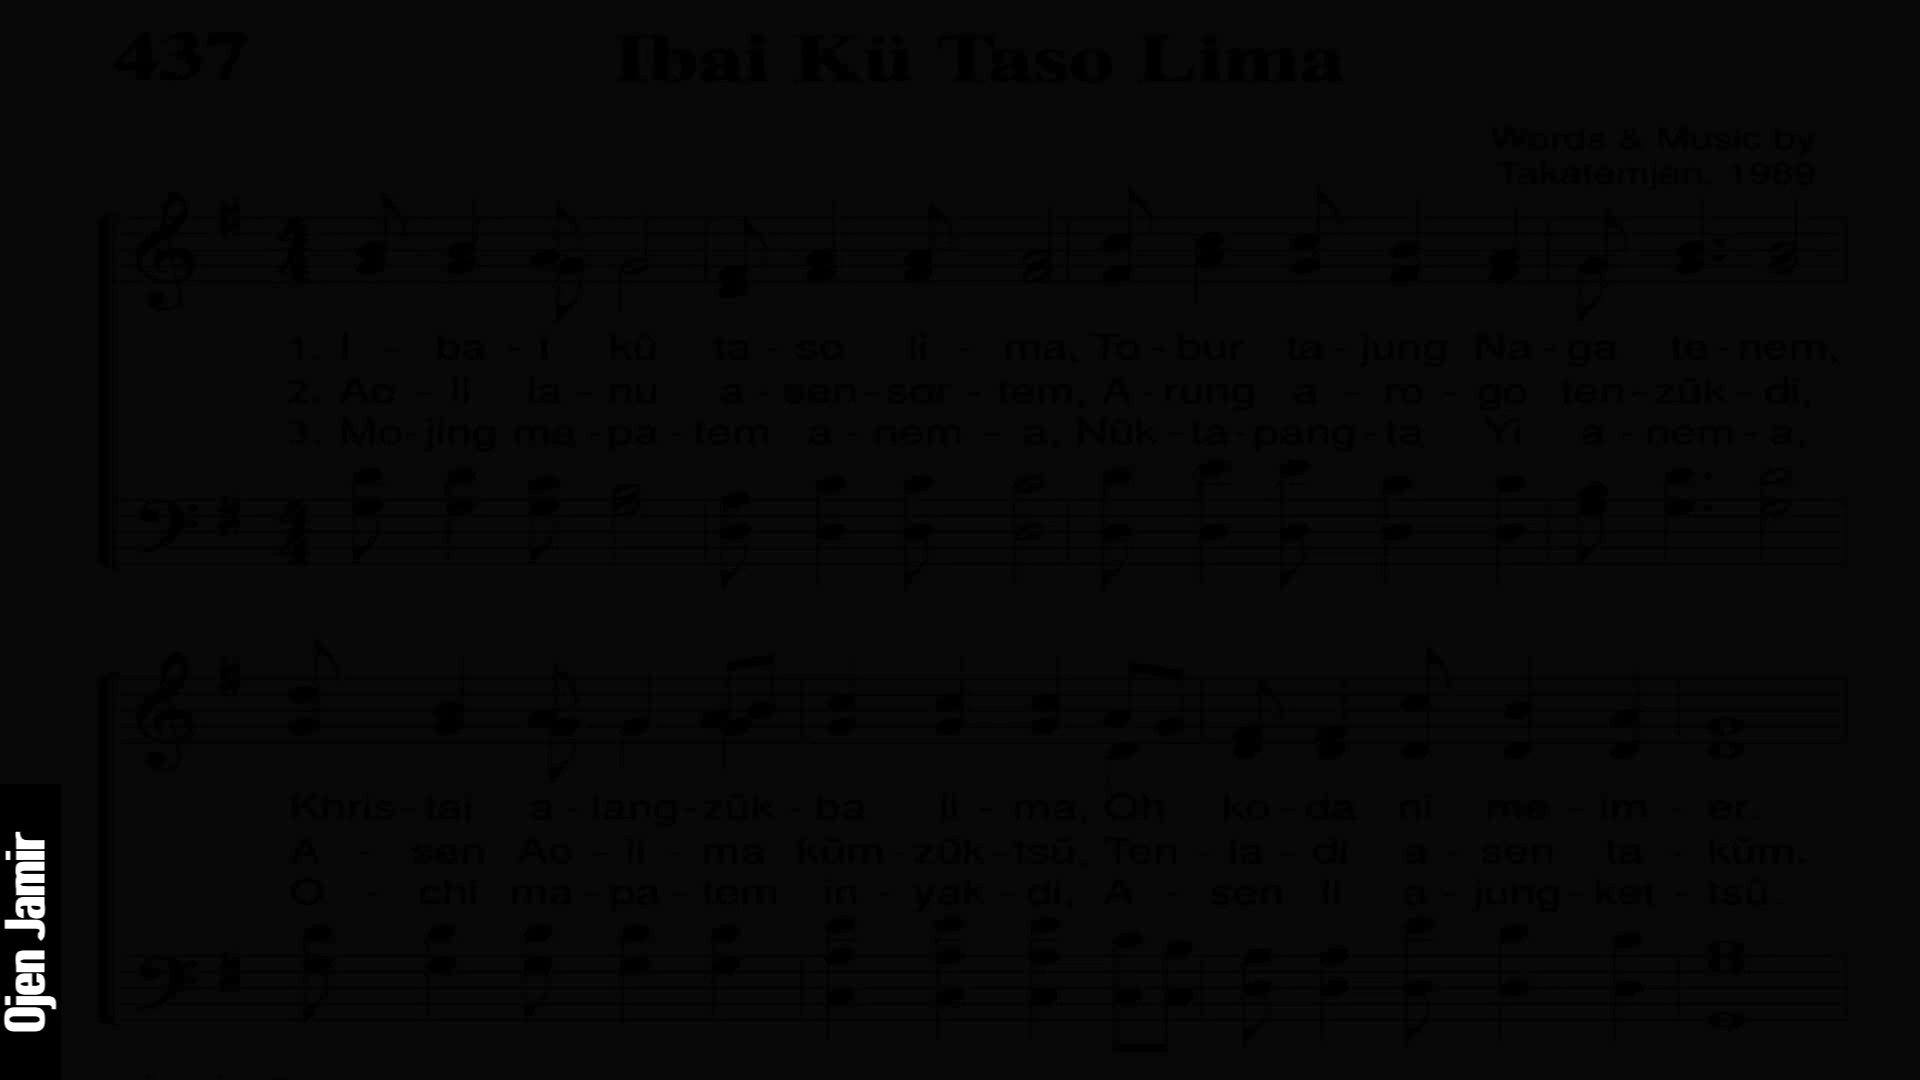 437 Ibai Kü Taso Lima
Words & Music by
Takatemjen, 1989
1. I - ba - i kü ta - so li - ma, To - bur ta - jung Na - ga te - nem,
2. Ao - li la - nu a - sen - sor - tem, A - rung a - ro - go ten - zük - di,
3. Mo - jing ma - pa - tem a - nem - a, Nük - ta - pang - ta Yi a - nem - a,
Khris - taj a - lang - zük - ba li - ma, Oh ko - da ni me - im - er.
A - sen Ao - li - ma küm - zük - tsü, Ten - la - di a - sen ta - küm.
O - chi ma - pa - tem in - yak - di, A - sen li a - jung - ket - tsü.
Ojen Jamir